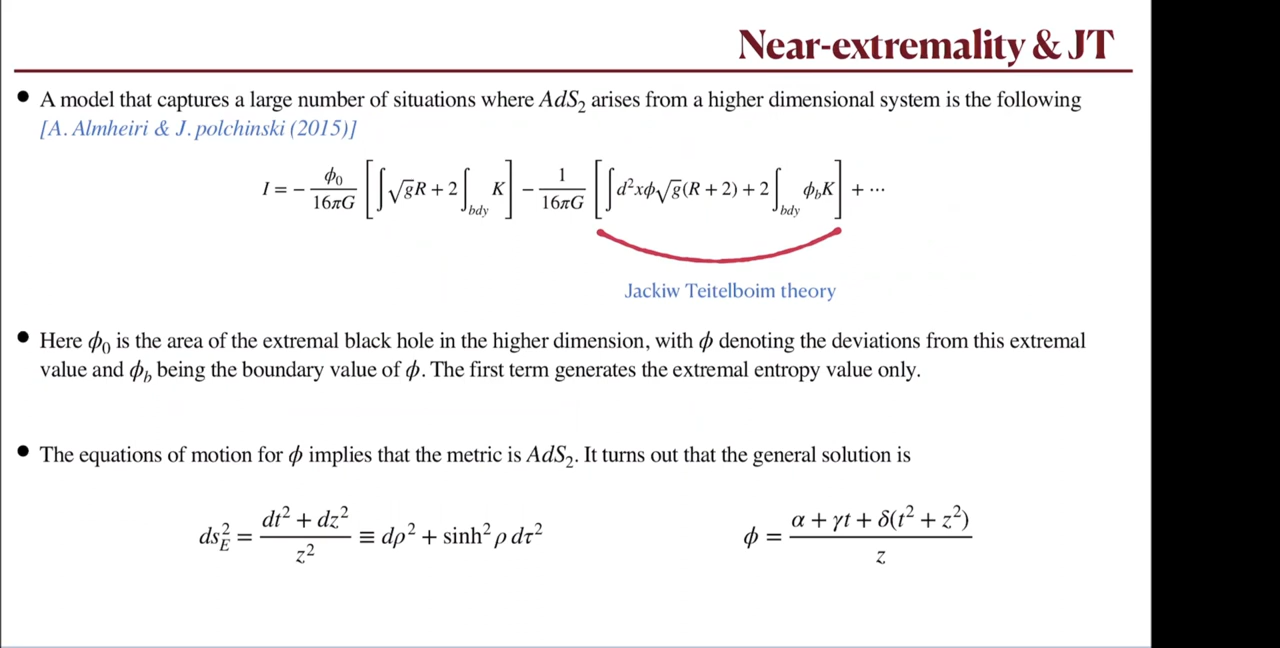 Near-extremality & JT
• A model that captures a large number of situations where AdS₂ arises from a higher dimensional system is the following
[A. Almheiri & J. polchinski (2015)]
I = − ϕ₀/16πG [∫ √g R + 2 ∫_bdy K] − 1/16πG [∫ d²xϕ√g(R + 2) + 2 ∫_bdy ϕ_b K] + ⋯
Jackiw Teitelboim theory
• Here ϕ₀ is the area of the extremal black hole in the higher dimension, with ϕ denoting the deviations from this extremal
value and ϕ_b being the boundary value of ϕ. The first term generates the extremal entropy value only.
• The equations of motion for ϕ implies that the metric is AdS₂. It turns out that the general solution is
ds²_E = (dt² + dz²)/z² ≡ dρ² + sinh² ρ dτ² ϕ = (α + γt + δ(t² + z²))/z